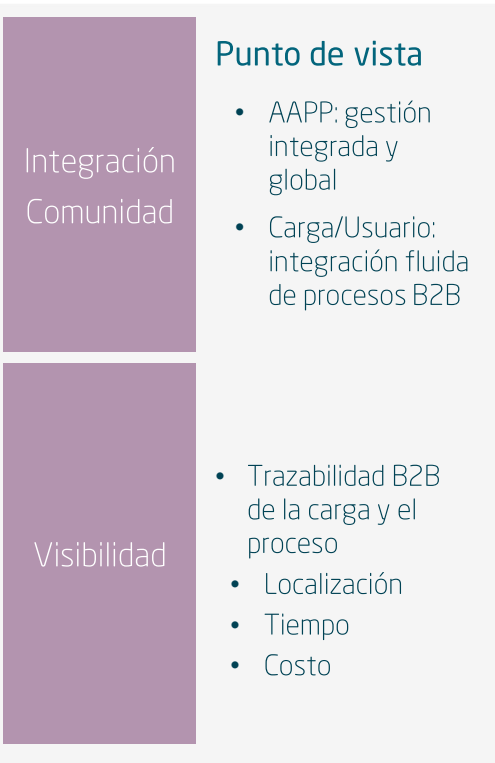 Integración
Comunidad
Punto de vista
• AAPP: gestión
integrada y
global
• Carga/Usuario:
integración fluida
de procesos B2B
Visibilidad
• Trazabilidad B2B
de la carga y el
proceso
• Localización
• Tiempo
• Costo